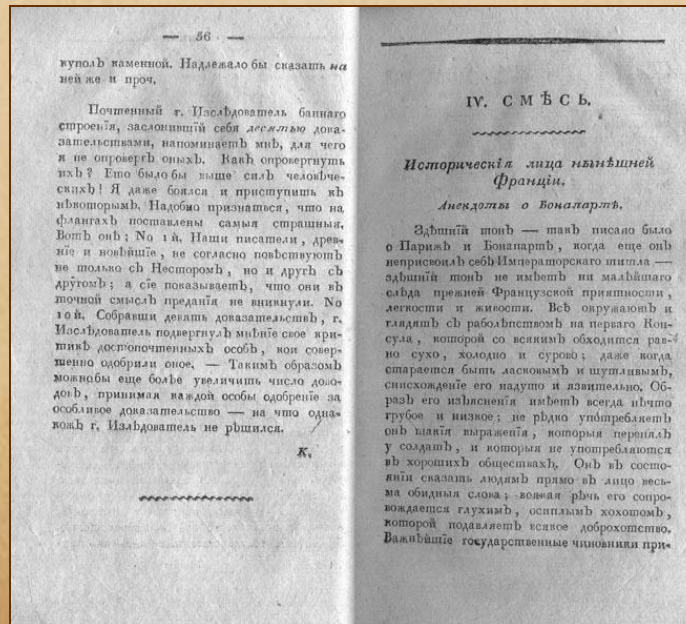 — 56 —
куполъ каменной. Надлежало бы сказать на
ней же и проч.
Почтенный г. Изслѣдователь баннаго
строенія, заслонившій себя десятью дока-
зательствами, напоминаетъ мнѣ, для чего
я не опровергъ оныхъ. Какъ опровергнуть
ихъ? Ето было бы выше силъ человѣче-
скихъ! Я даже боялся и приступить къ
нѣкоторымъ. Надобно признаться, что на
флангахъ поставлены самыя страшныя.
Вотъ онѣ: No 1й. Наши писатели, древ-
ніе и новѣйшіе, не согласно повѣствуютъ
не только съ Несторомъ, но и другъ съ
другомъ; а сіе показываетъ, что они въ
точной смыслъ преданія не вникнули. No
10й. Собравши девять доказательствъ, г.
Изслѣдователь подвергнулъ мнѣніе свое кри-
тикѣ достопочтенныхъ особъ, кои совер-
шенно одобрили оное. — Такимъ образомъ
можнобы еще болѣе увеличить число дово-
довъ, принимая каждой особы одобреніе за
особливое доказательство — на что одна-
кожъ г. Излѣдователь не рѣшился.
К.
IV. СМѢСЬ.
Историческія лица нынѣшней
Франціи.
Анекдоты о Бонапартѣ.
Здѣшній тонъ — такъ писано было
о Парижѣ и Бонапартѣ, когда еще онъ
неприсвоилъ себѣ Императорскаго титла —
здѣшній тонъ не имѣетъ ни малѣйшаго
слѣда прежней Французской приятности,
легкости и живости. Всѣ окружаютъ и
глядятъ съ раболѣпствомъ на перваго Кон-
сула, которой со всякимъ обходится рав-
но сухо, холодно и сурово; даже когда
старается быть ласковымъ и шутливымъ,
снисхожденіе его надуто и язвительно. Об-
разъ его изъясненія имѣетъ всегда нѣчто
грубое и низкое; не рѣдко употребляетъ
онъ такія выраженія, которыя перенялъ
у солдатъ, и которыя не употребляются
въ хорошихъ обществахъ. Онъ въ состо-
яніи сказать людямъ прямо въ лицо весь-
ма обидныя слова; всякая рѣчь его сопро-
вождается глухимъ, осиплымъ хохотомъ,
которой подавляетъ всякое доброхотство.
Важнѣйшіе государственные чиновники при-